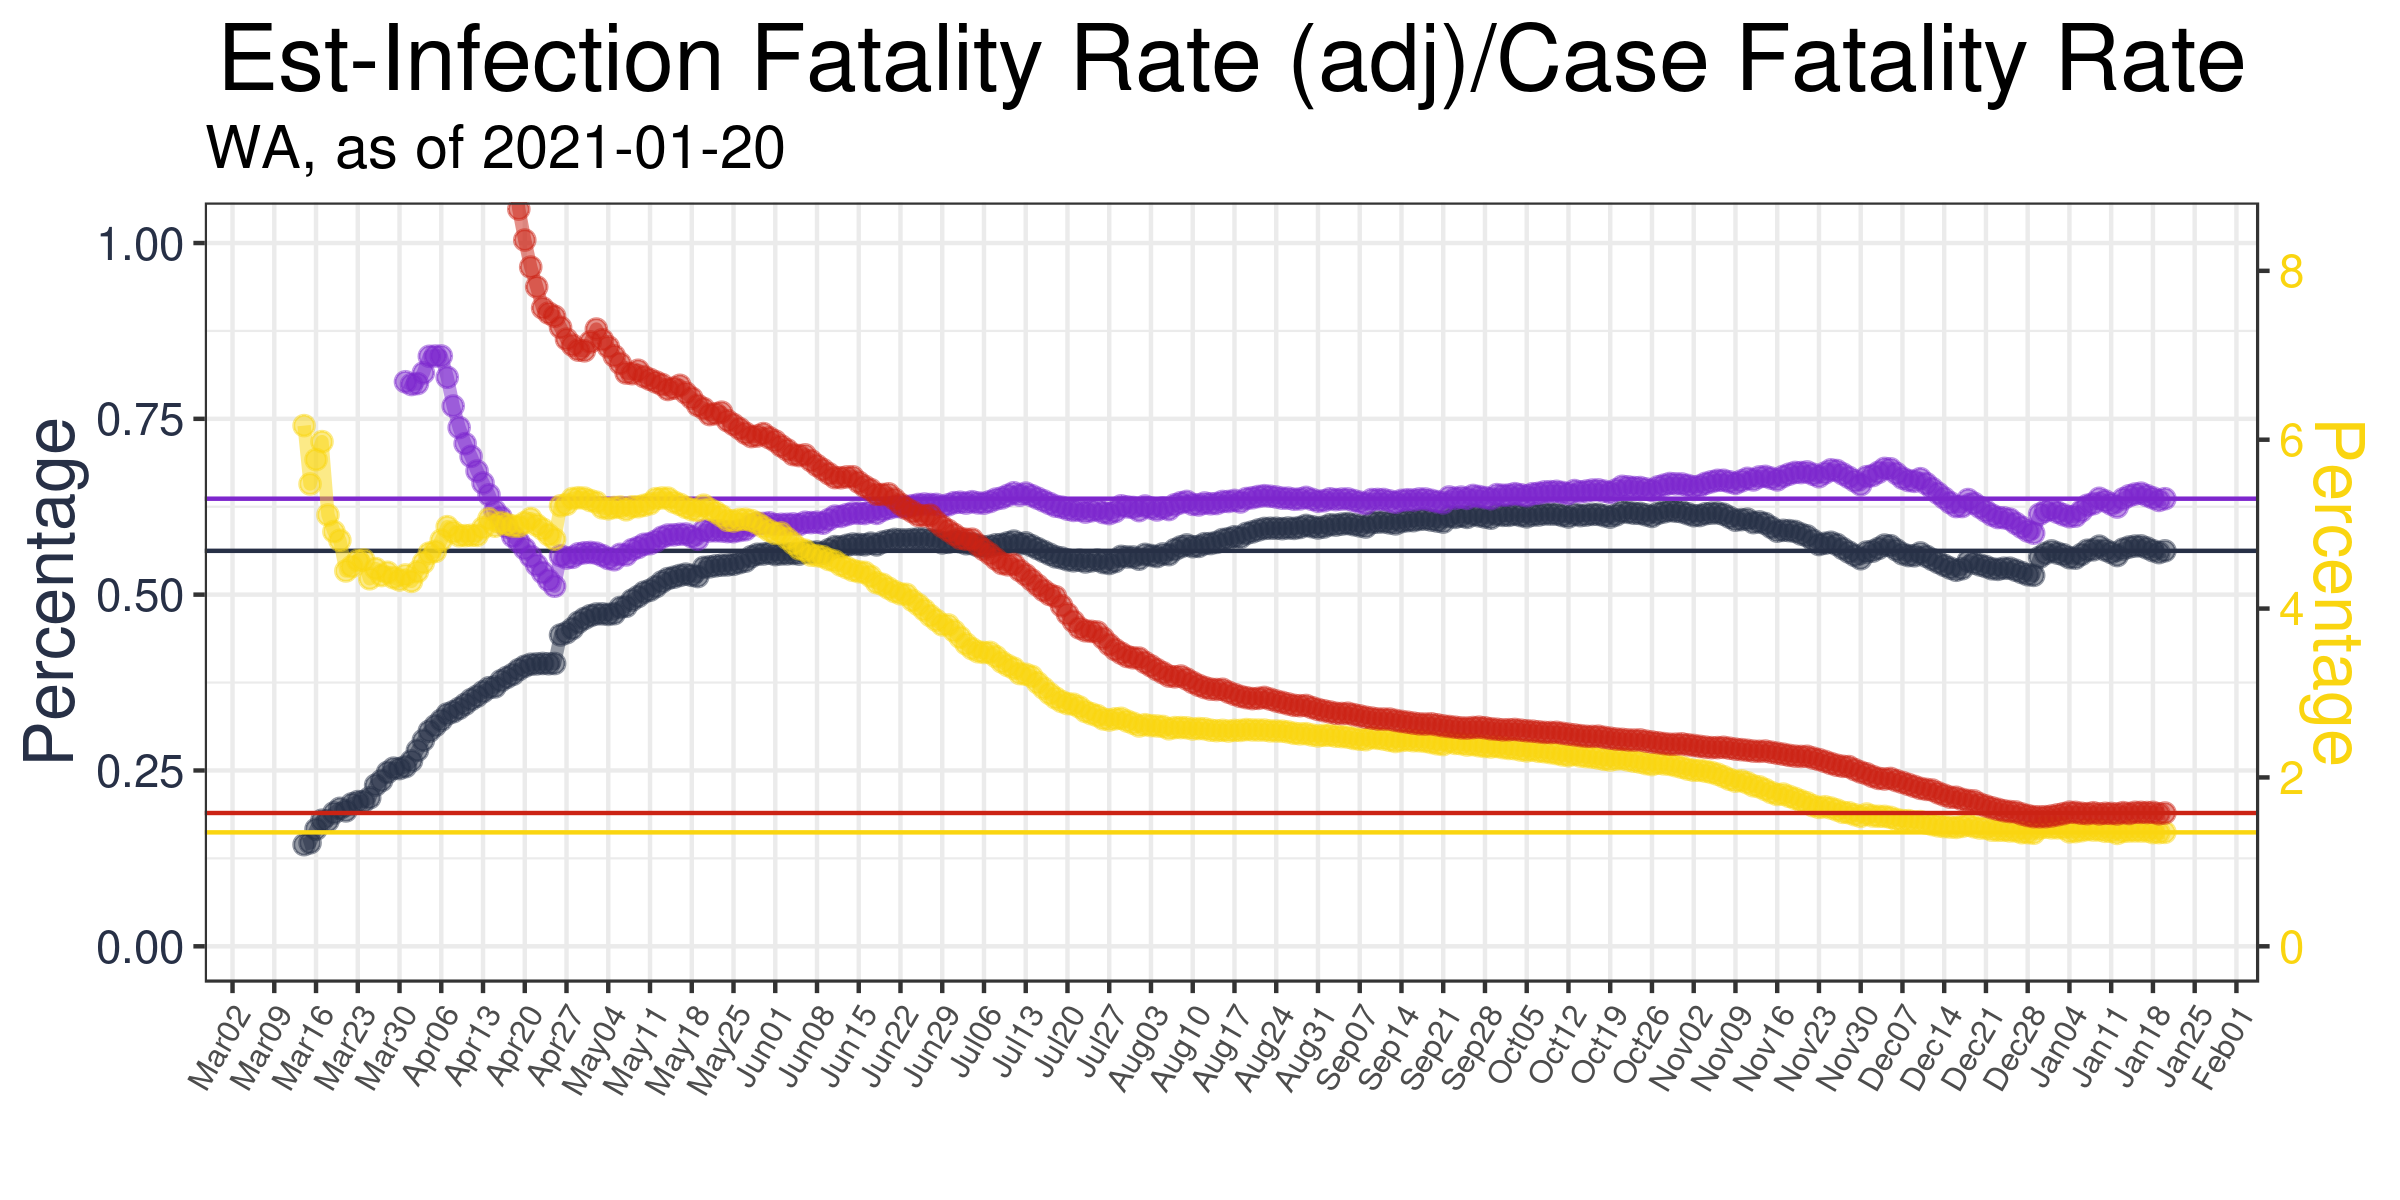 Est-Infection Fatality Rate (adj)/Case Fatality Rate
WA, as of 2021-01-20
Percentage
1.00
0.75
0.50
0.25
0.00
8
6
4
2
0
Percentage
Mar02
Mar09
Mar16
Mar23
Mar30
Apr06
Apr13
Apr20
Apr27
May04
May11
May18
May25
Jun01
Jun08
Jun15
Jun22
Jun29
Jul06
Jul13
Jul20
Jul27
Aug03
Aug10
Aug17
Aug24
Aug31
Sep07
Sep14
Sep21
Sep28
Oct05
Oct12
Oct19
Oct26
Nov02
Nov09
Nov16
Nov23
Nov30
Dec07
Dec14
Dec21
Dec28
Jan04
Jan11
Jan18
Jan25
Feb01